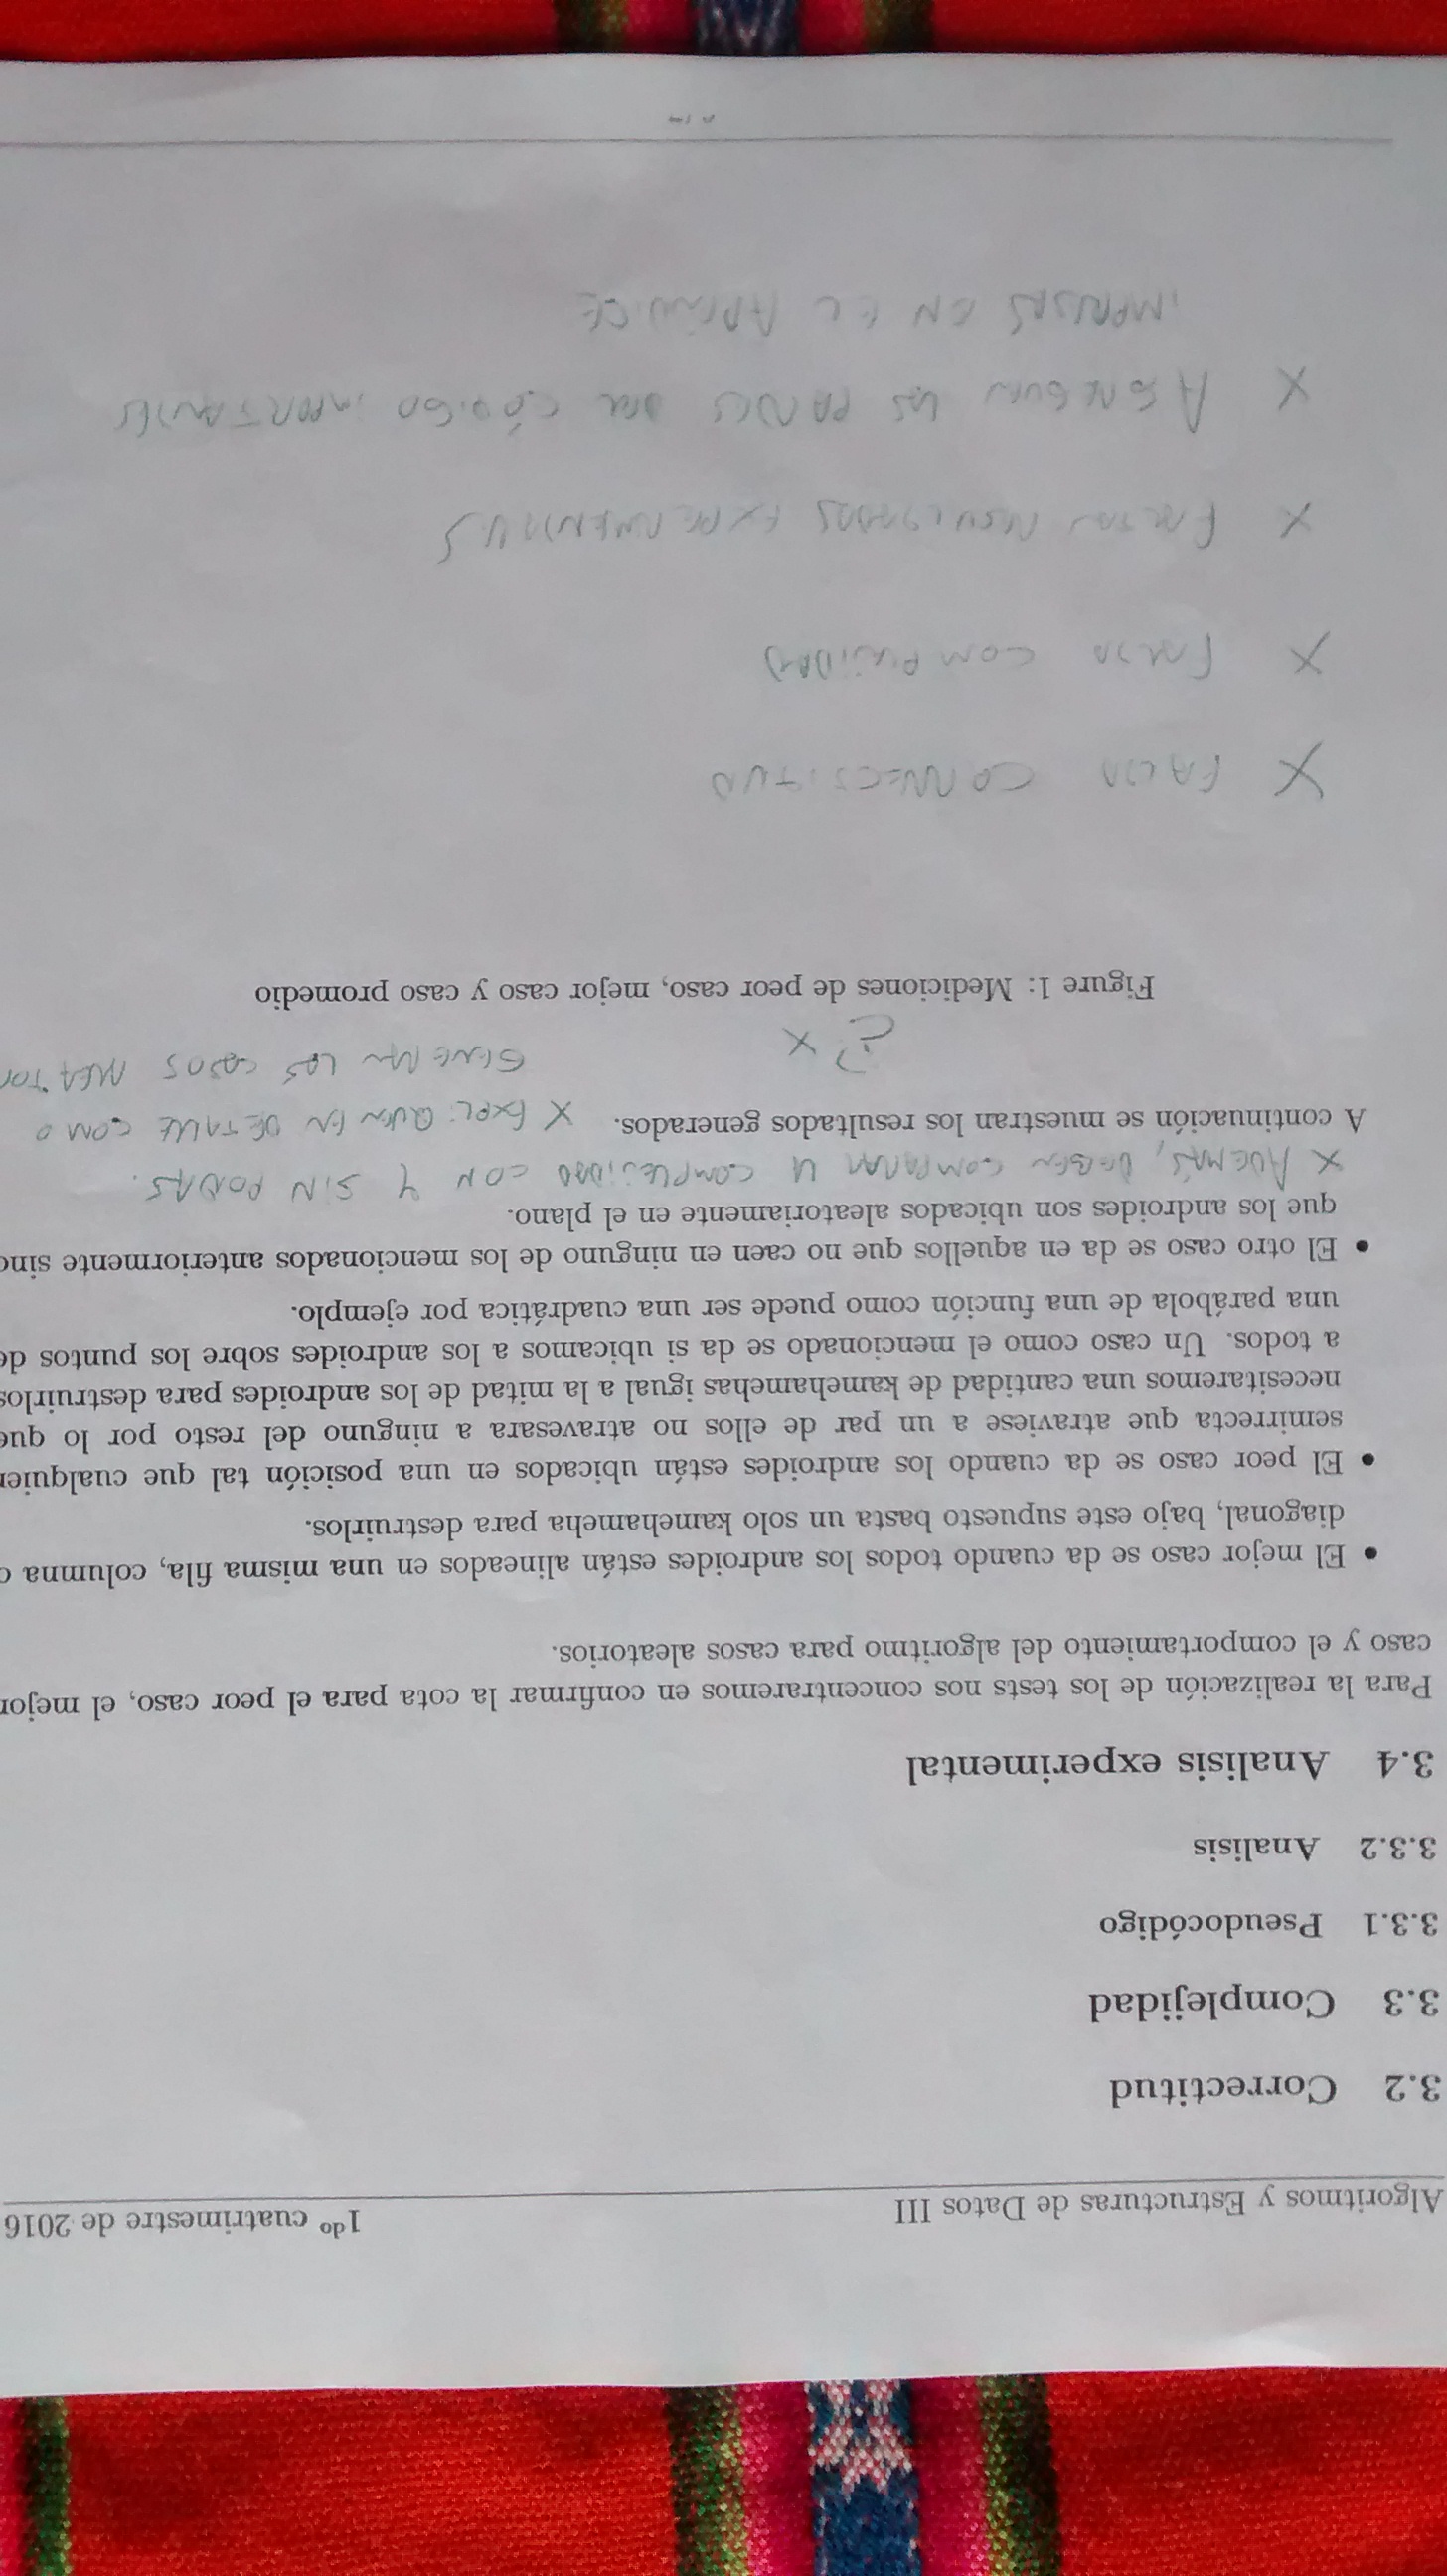 Algoritmos y Estructuras de Datos III 1do cuatrimestre de 2016
3.2 Correctitud
3.3 Complejidad
3.3.1 Pseudocódigo
3.3.2 Analisis
3.4 Analisis experimental
Para la realización de los tests nos concentraremos en confirmar la cota para el peor caso, el mejor
caso y el comportamiento del algoritmo para casos aleatorios.
• El mejor caso se da cuando todos los androides están alineados en una misma fila, columna
diagonal, bajo este supuesto basta un solo kamehameha para destruirlos.
• El peor caso se da cuando los androides están ubicados en una posición tal que cualquier
semirrecta que atraviese a un par de ellos no atravesara a ninguno del resto por lo que
necesitaremos una cantidad de kamehamehas igual a la mitad de los androides para destruirlos
a todos. Un caso como el mencionado se da si ubicamos a los androides sobre los puntos de
una parábola de una función como puede ser una cuadrática por ejemplo.
• El otro caso se da en aquellos que no caen en ninguno de los mencionados anteriormente sino
que los androides son ubicados aleatoriamente en el plano.
X ADEMÁS, DEBEN COMPARAR LA COMPLEJIDAD CON Y SIN PODAS.
A continuación se muestran los resultados generados. X EXPLIQUEN EN DETALLE COMO
GENERAN LOS CASOS
¿? X
Figure 1: Mediciones de peor caso, mejor caso y caso promedio
X FALTA CORRECTITUD
X FALTA COMPLEJIDAD
X FALTAN RESULTADOS EXPERIMENTALES
X AGREGUEN LAS PARTES DEL CÓDIGO IMPORTANTES
IMPRESAS EN EL APENDICE